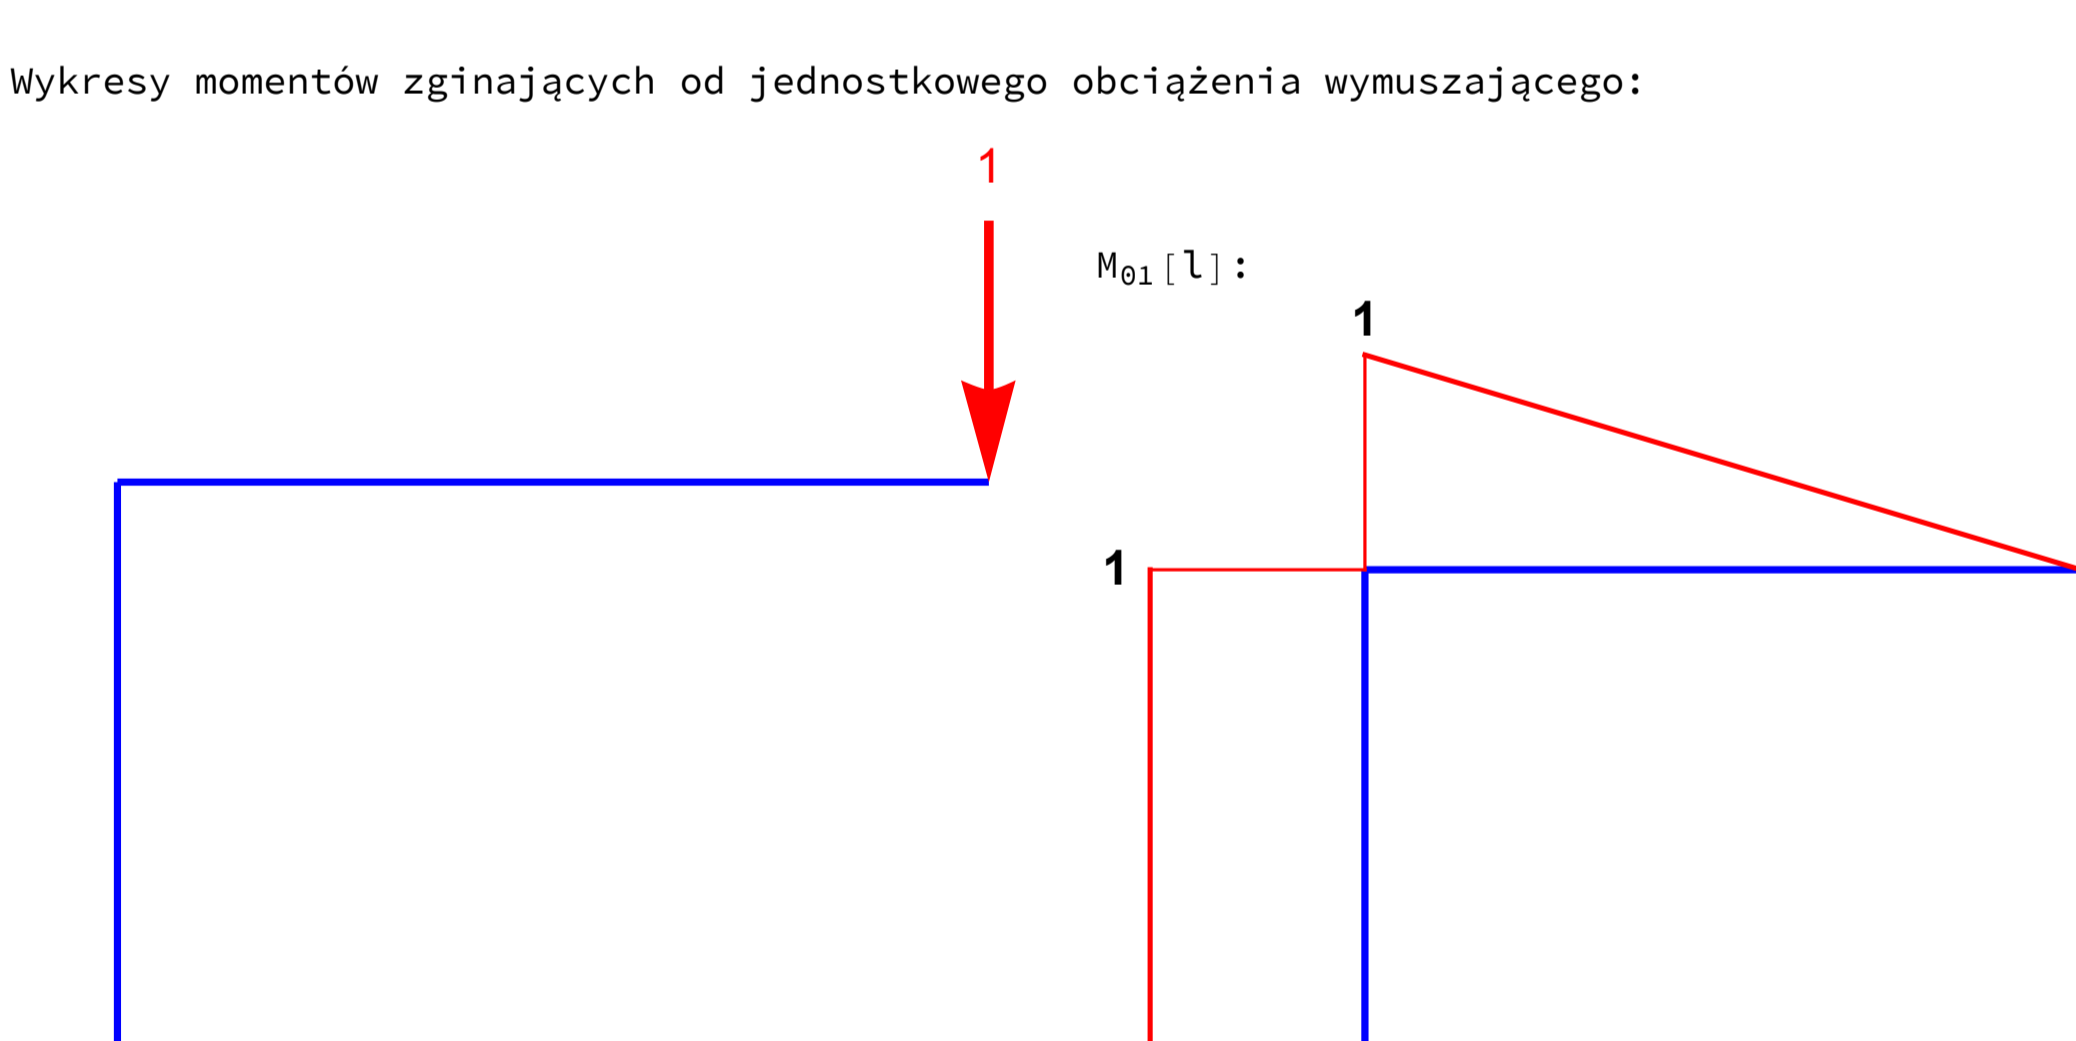 Wykresy momentów zginających od jednostkowego obciążenia wymuszającego:
1
M₀₁[l]:
1
1